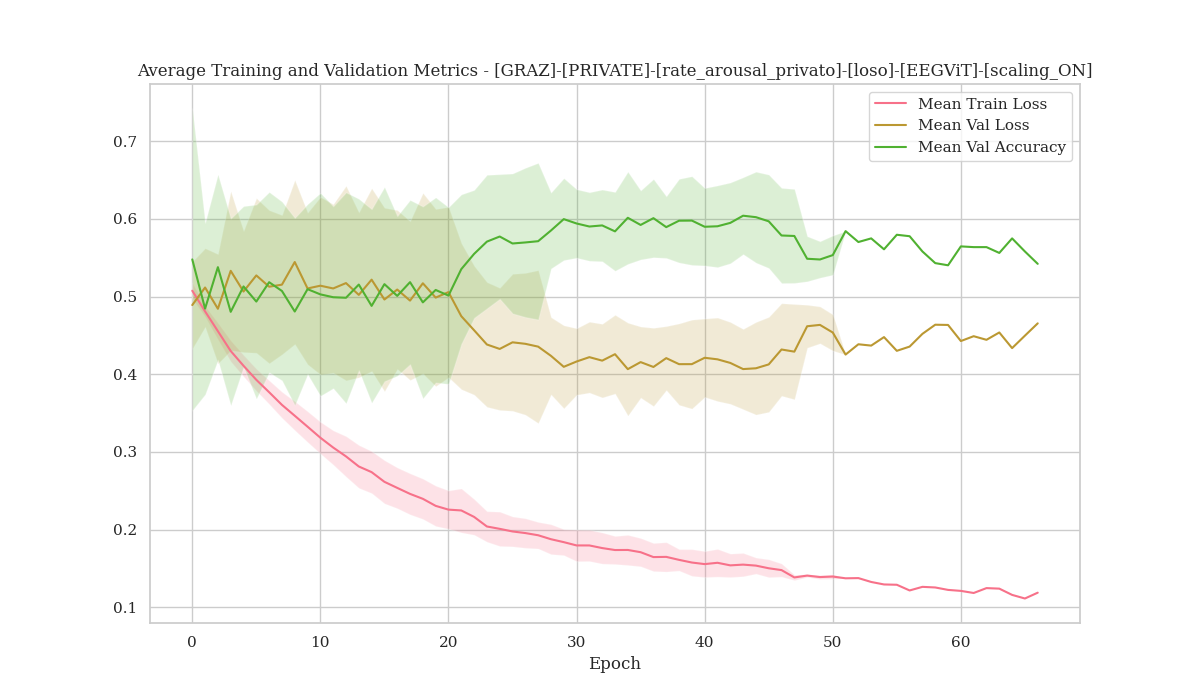 Average Training and Validation Metrics - [GRAZ]-[PRIVATE]-[rate_arousal_privato]-[loso]-[EEGViT]-[scaling_ON]
Mean Train Loss
Mean Val Loss
Mean Val Accuracy
0.7
0.6
0.5
0.4
0.3
0.2
0.1
0 10 20 30 40 50 60
Epoch